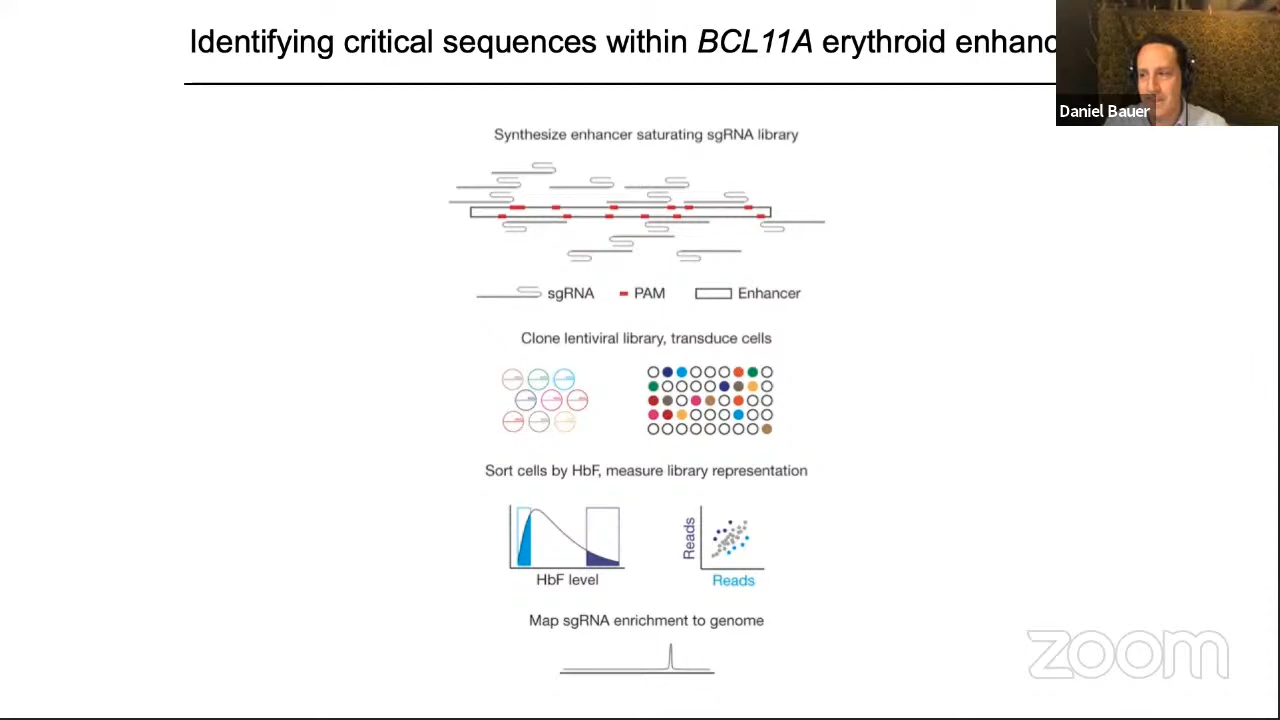 Identifying critical sequences within BCL11A erythroid enhanc
Daniel Bauer
Synthesize enhancer saturating sgRNA library
sgRNA
PAM
Enhancer
Clone lentiviral library, transduce cells
Sort cells by HbF, measure library representation
HbF level
Reads
Reads
Map sgRNA enrichment to genome
zoom